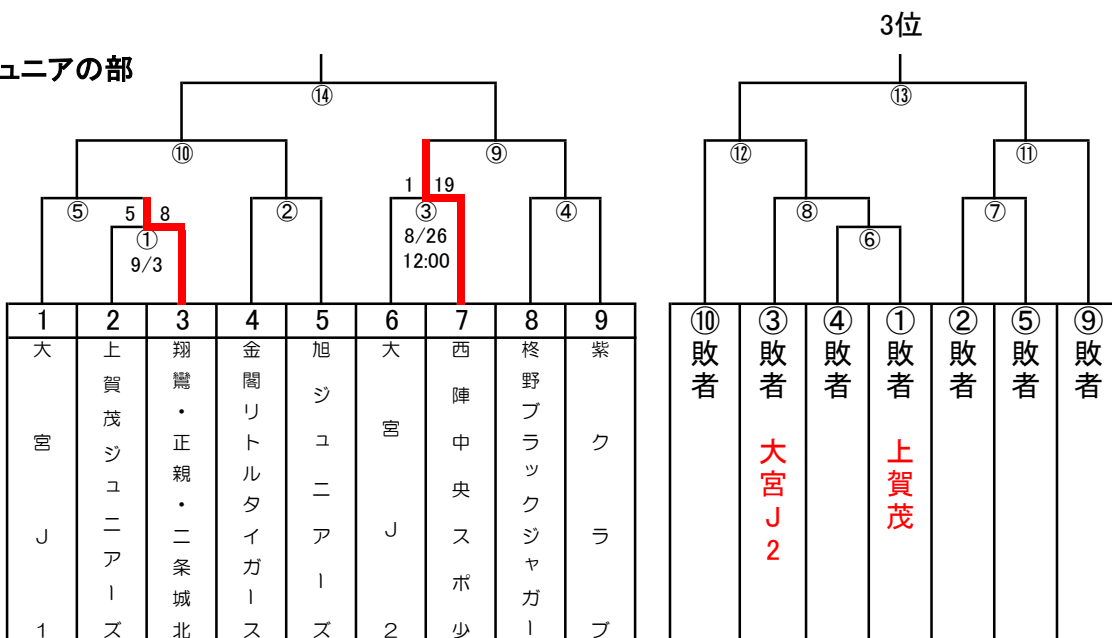 3位
ュニアの部
⑭
⑬
⑩
⑨
⑫
⑪
1 19
⑤
5 8
②
③
④
⑧
⑦
①
8/26
⑥
9/3
12:00
1 2 3 4 5 6 7 8 9
大宮J1
上賀茂ジュニアーズ
翔鸞・正親・二条城北
金閣リトルタイガース
旭ジュニアーズ
大宮J2
西陣中央スポ少
柊野ブラックジャガー
紫クラブ
⑩敗者
③敗者
大宮J2
④敗者
①敗者
上賀茂
②敗者
⑤敗者
⑨敗者